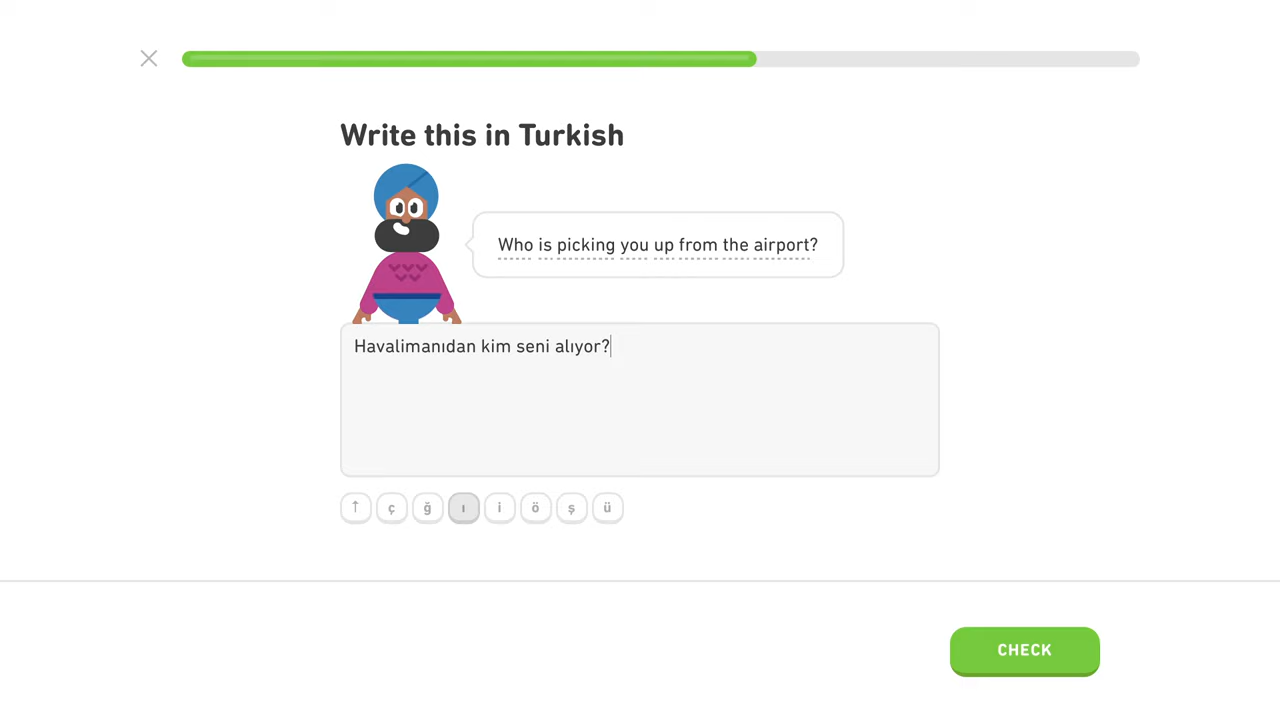 Write this in Turkish
Who is picking you up from the airport?
Havalimanıdan kim seni alıyor?
↑ ç ğ ı i ö ş ü
CHECK